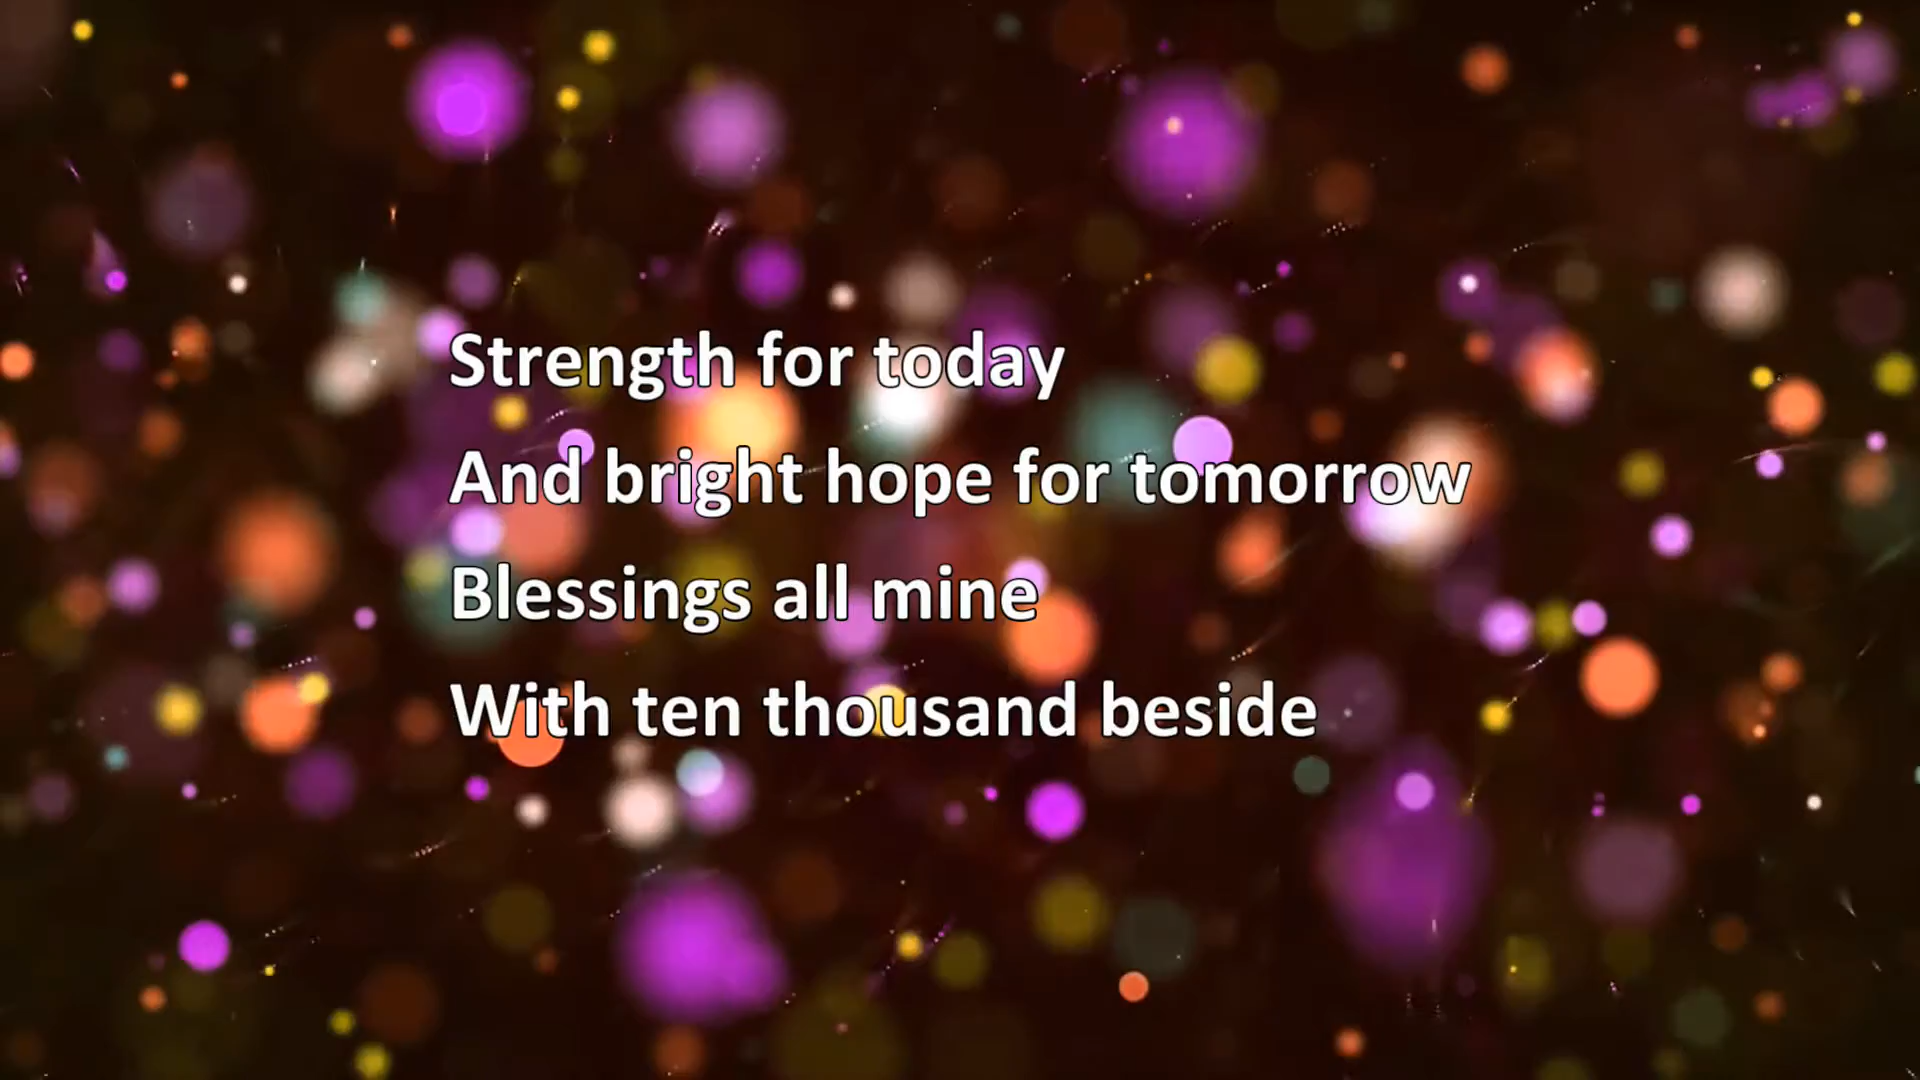 Strength for today
And bright hope for tomorrow
Blessings all mine
With ten thousand beside